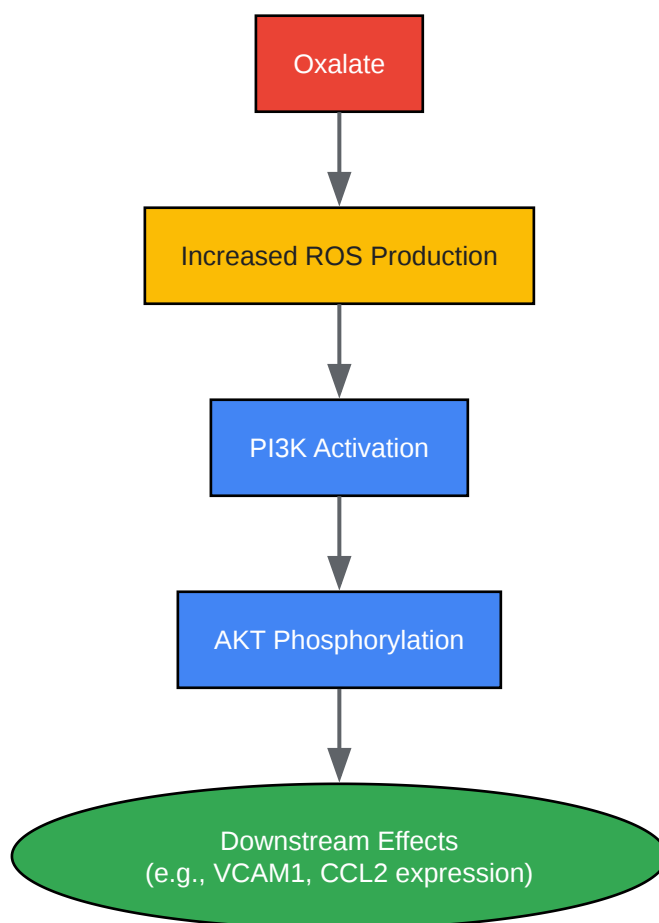 Oxalate
Increased ROS Production
PI3K Activation
AKT Phosphorylation
Downstream Effects
(e.g., VCAM1, CCL2 expression)